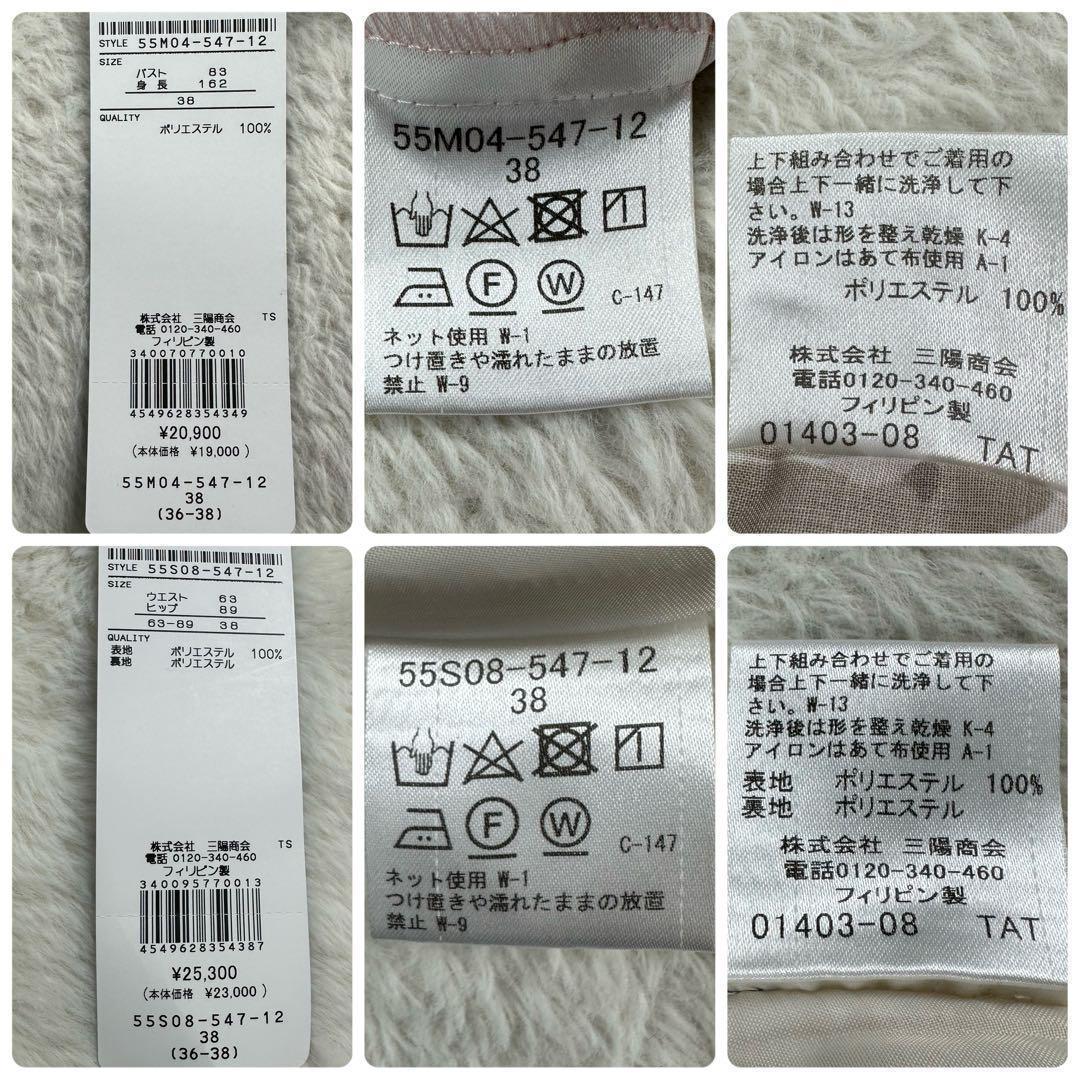 STYLE 55M04-547-12
SIZE
バスト 83
身長 162
38
QUALITY
ポリエステル 100%
株式会社 三陽商会 TS
電話 0120-340-460
フィリピン製
340070770010
4549628354349
¥20,900
(本体価格 ¥19,000)
55M04-547-12
38
(36-38)
55M04-547-12
38
F W C-147
ネット使用 W-1
つけ置きや濡れたままの放置
禁止 W-9
上下組み合わせでご着用の
場合上下一緒に洗浄して下
さい。W-13
洗浄後は形を整え乾燥 K-4
アイロンはあて布使用 A-1
ポリエステル 100%
株式会社 三陽商会
電話0120-340-460
フィリピン製
01403-08 TAT
STYLE 55S08-547-12
SIZE
ウエスト 63
ヒップ 89
63-89 38
QUALITY
表地 ポリエステル 100%
裏地 ポリエステル
株式会社 三陽商会 TS
電話 0120-340-460
フィリピン製
340095770013
4549628354387
¥25,300
(本体価格 ¥23,000)
55S08-547-12
38
(36-38)
55S08-547-12
38
F W C-147
ネット使用 W-1
つけ置きや濡れたままの放置
禁止 W-9
上下組み合わせでご着用の
場合上下一緒に洗浄して下
さい。W-13
洗浄後は形を整え乾燥 K-4
アイロンはあて布使用 A-1
表地 ポリエステル 100%
裏地 ポリエステル
株式会社 三陽商会
電話0120-340-460
フィリピン製
01403-08 TAT